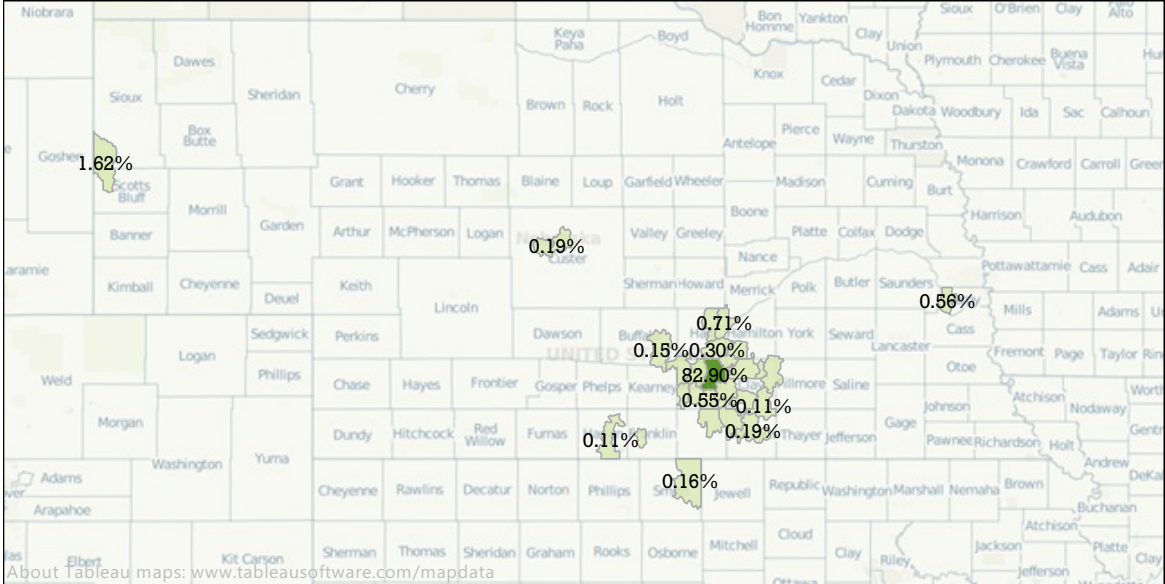 Niobrara
Bon Homme
Yankton
Sioux
O'Brien
Clay
Palo Alto
Keya Paha
Boyd
Clay
Union
Dawes
Plymouth
Cherokee
Buena Vista
Knox
Cedar
Sioux
Sheridan
Cherry
Brown
Rock
Holt
Dixon
Dakota
Woodbury
Ida
Sac
Calhoun
Box Butte
Antelope
Pierce
Wayne
Thurston
Goshen
1.62%
Monona
Crawford
Carroll
Scotts Bluff
Grant
Hooker
Thomas
Blaine
Loup
Garfield
Wheeler
Madison
Cuming
Burt
Morrill
Garden
Boone
Harrison
Audubon
Banner
Arthur
McPherson
Logan
Nebraska
Valley
Greeley
Platte
Colfax
Dodge
0.19%
Custer
Nance
Pottawattamie
Cass
Adair
Kimball
Cheyenne
Keith
Sherman
Howard
Merrick
Polk
Butler
Saunders
Deuel
Lincoln
0.56%
Mills
Adams
Cass
0.71%
Sedgwick
Perkins
Dawson
Hamilton
York
Seward
Lancaster
Logan
0.15%
0.30%
Fremont
Page
Taylor
Otoe
Weld
Phillips
Chase
Hayes
Frontier
Gosper
Phelps
Kearney
82.90%
Clay
Fillmore
Saline
0.55%
0.11%
Johnson
Atchison
Nodaway
Morgan
Gage
Dundy
Hitchcock
Red Willow
Furnas
0.11%
Franklin
0.19%
Thayer
Jefferson
Pawnee
Richardson
Holt
Washington
Yuma
Andrew
Adams
Cheyenne
Rawlins
Decatur
Norton
Phillips
0.16%
Jewell
Republic
Washington
Marshall
Nemaha
Brown
Buchanan
Arapahoe
Atchison
Cloud
Elbert
Kit Carson
Sherman
Thomas
Sheridan
Graham
Rooks
Osborne
Mitchell
Clay
Riley
Jackson
Platte
Clay
Jefferson
About Tableau maps: www.tableausoftware.com/mapdata